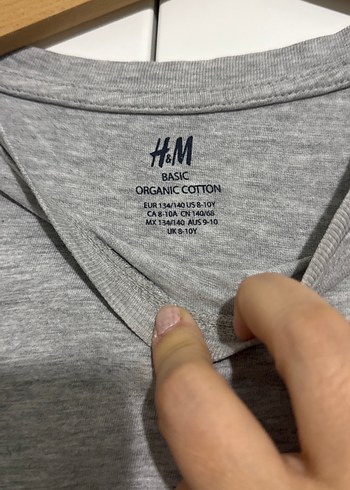 H&M
BASIC
ORGANIC COTTON
EUR 134/140 US 8-10Y
CA 8-10A CN 140/68
MX 134/140 AUS 9-10
UK 8-10Y